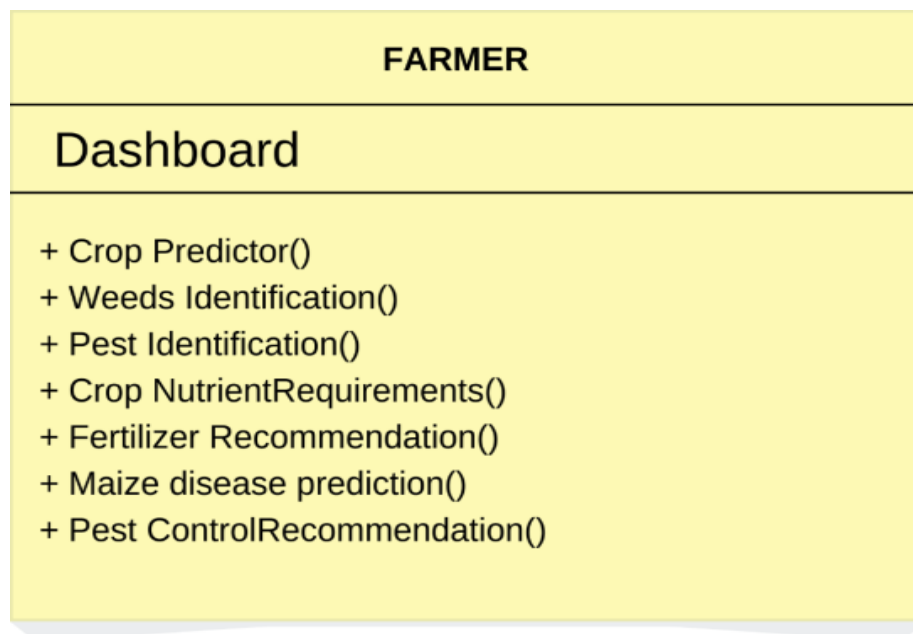 FARMER
Dashboard
+ Crop Predictor()
+ Weeds Identification()
+ Pest Identification()
+ Crop NutrientRequirements()
+ Fertilizer Recommendation()
+ Maize disease prediction()
+ Pest ControlRecommendation()